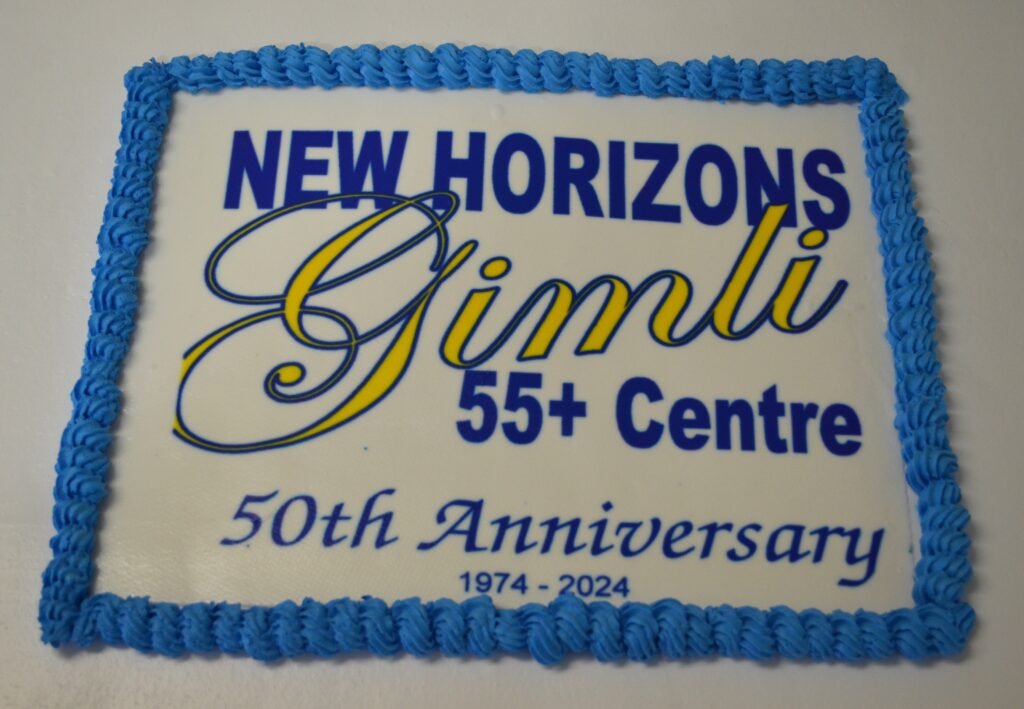 NEW HORIZONS
Gimli
55+ Centre
50th Anniversary
1974 - 2024